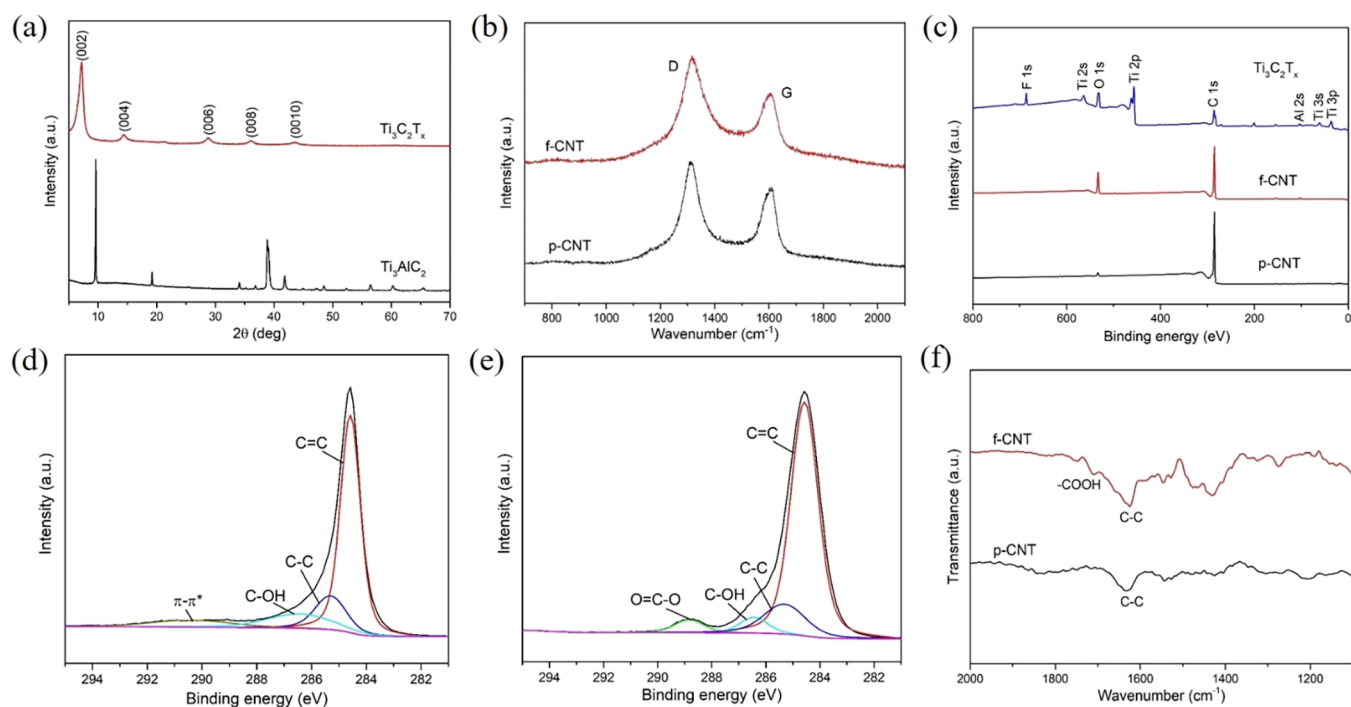 (a)
(002)
(004)
(006)
(008)
(0010)
Ti₃C₂Tₓ
Ti₃AlC₂
Intensity (a.u.)
10 20 30 40 50 60 70
2θ (deg)
(b)
D
G
f-CNT
p-CNT
Intensity (a.u.)
800 1000 1200 1400 1600 1800 2000
Wavenumber (cm⁻¹)
(c)
F 1s
Ti 2s
O 1s
Ti 2p
C 1s
Al 2s
Ti 3s
Ti 3p
Ti₃C₂Tₓ
f-CNT
p-CNT
Intensity (a.u.)
800 600 400 200 0
Binding energy (eV)
(d)
C=C
C-C
C-OH
π-π*
Intensity (a.u.)
294 292 290 288 286 284 282
Binding energy (eV)
(e)
C=C
C-C
C-OH
O=C-O
Intensity (a.u.)
294 292 290 288 286 284 282
Binding energy (eV)
(f)
f-CNT
-COOH
C-C
p-CNT
C-C
Transmittance (a.u.)
2000 1800 1600 1400 1200
Wavenumber (cm⁻¹)